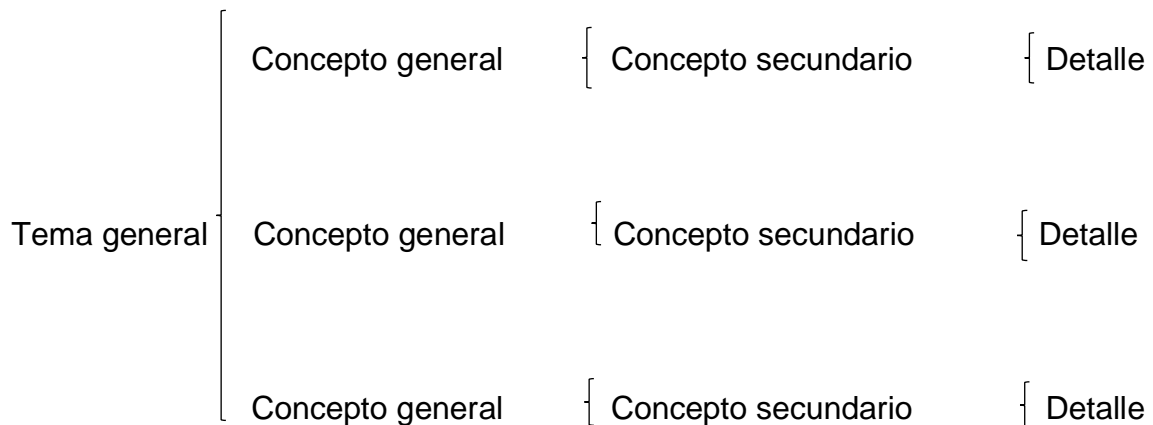 Concepto general Concepto secundario Detalle
Tema general Concepto general Concepto secundario Detalle
Concepto general Concepto secundario Detalle